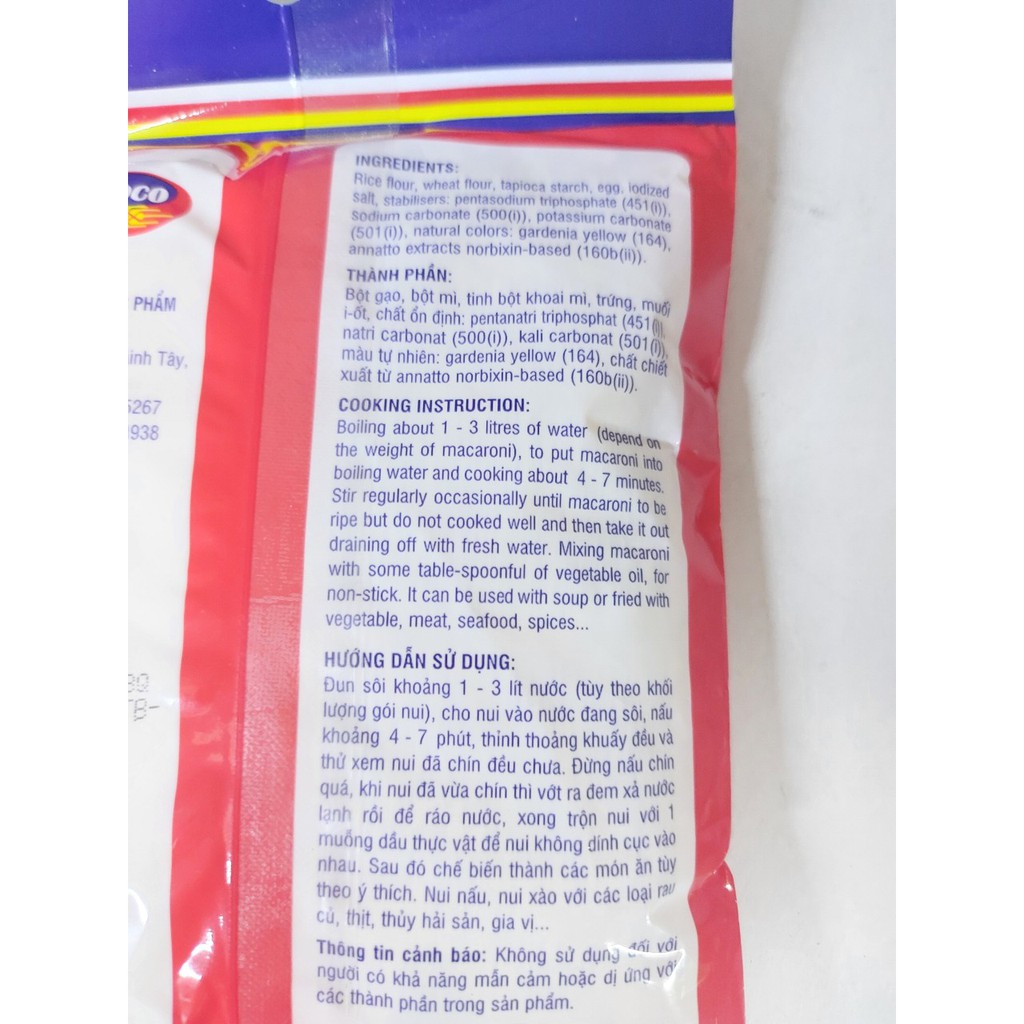 OCO
PHẨM
inh Tây,
5267
1938
BQ
TB-
INGREDIENTS:
Rice flour, wheat flour, tapioca starch, egg, iodized
salt, stabilisers: pentasodium triphosphate (451(i)),
sodium carbonate (500(i)), potassium carbonate
(501(i)), natural colors: gardenia yellow (164),
annatto extracts norbixin-based (160b(ii)).
THÀNH PHẦN:
Bột gạo, bột mì, tinh bột khoai mì, trứng, muối
i-ốt, chất ổn định: pentanatri triphosphat (451(i)),
natri carbonat (500(i)), kali carbonat (501(i)),
màu tự nhiên: gardenia yellow (164), chất chiết
xuất từ annatto norbixin-based (160b(ii)).
COOKING INSTRUCTION:
Boiling about 1 - 3 litres of water (depend on
the weight of macaroni), to put macaroni into
boiling water and cooking about 4 - 7 minutes.
Stir regularly occasionally until macaroni to be
ripe but do not cooked well and then take it out
draining off with fresh water. Mixing macaroni
with some table-spoonful of vegetable oil, for
non-stick. It can be used with soup or fried with
vegetable, meat, seafood, spices...
HƯỚNG DẪN SỬ DỤNG:
Đun sôi khoảng 1 - 3 lít nước (tùy theo khối
lượng gói nui), cho nui vào nước đang sôi, nấu
khoảng 4 - 7 phút, thỉnh thoảng khuấy đều và
thử xem nui đã chín đều chưa. Đừng nấu chín
quá, khi nui đã vừa chín thì vớt ra đem xả nước
lạnh rồi để ráo nước, xong trộn nui với 1
muỗng dầu thực vật để nui không dính cục vào
nhau. Sau đó chế biến thành các món ăn tùy
theo ý thích. Nui nấu, nui xào với các loại rau
củ, thịt, thủy hải sản, gia vị...
Thông tin cảnh báo: Không sử dụng đối với
người có khả năng mẫn cảm hoặc dị ứng với
các thành phần trong sản phẩm.